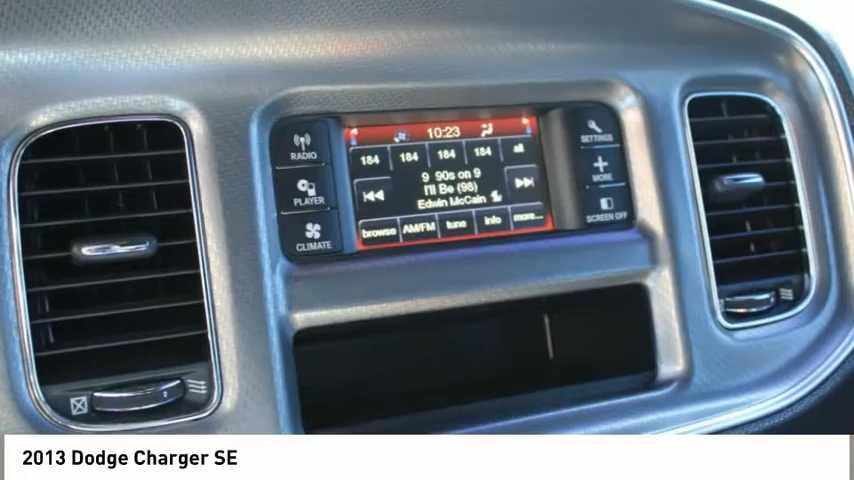 RADIO
PLAYER
CLIMATE
10:23
184 184 184 184 all
9 90s on 9
I'll Be (98)
Edwin McCain
browse AM/FM tune info more...
SETTINGS
MORE
SCREEN OFF
2013 Dodge Charger SE